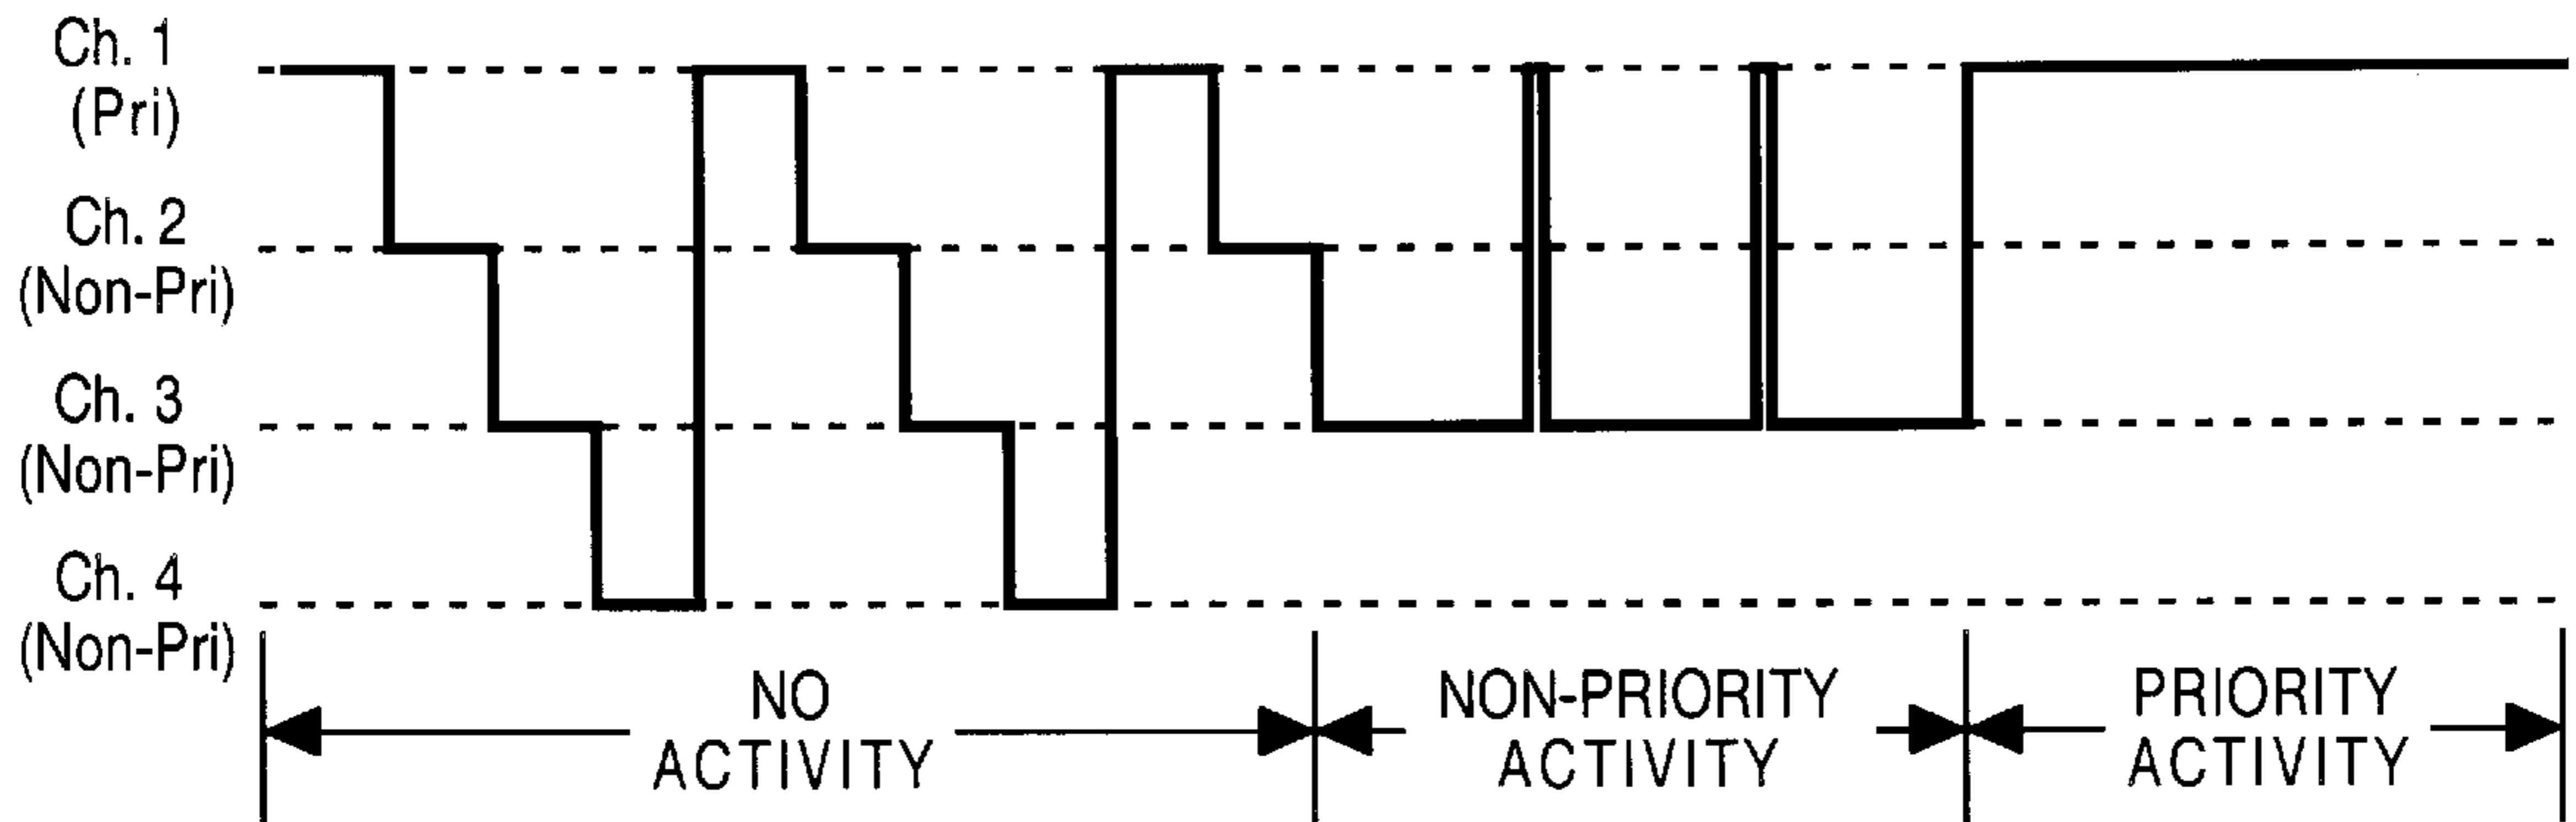 Ch. 1
(Pri)
Ch. 2
(Non-Pri)
Ch. 3
(Non-Pri)
Ch. 4
(Non-Pri)
NO
ACTIVITY
NON-PRIORITY
ACTIVITY
PRIORITY
ACTIVITY